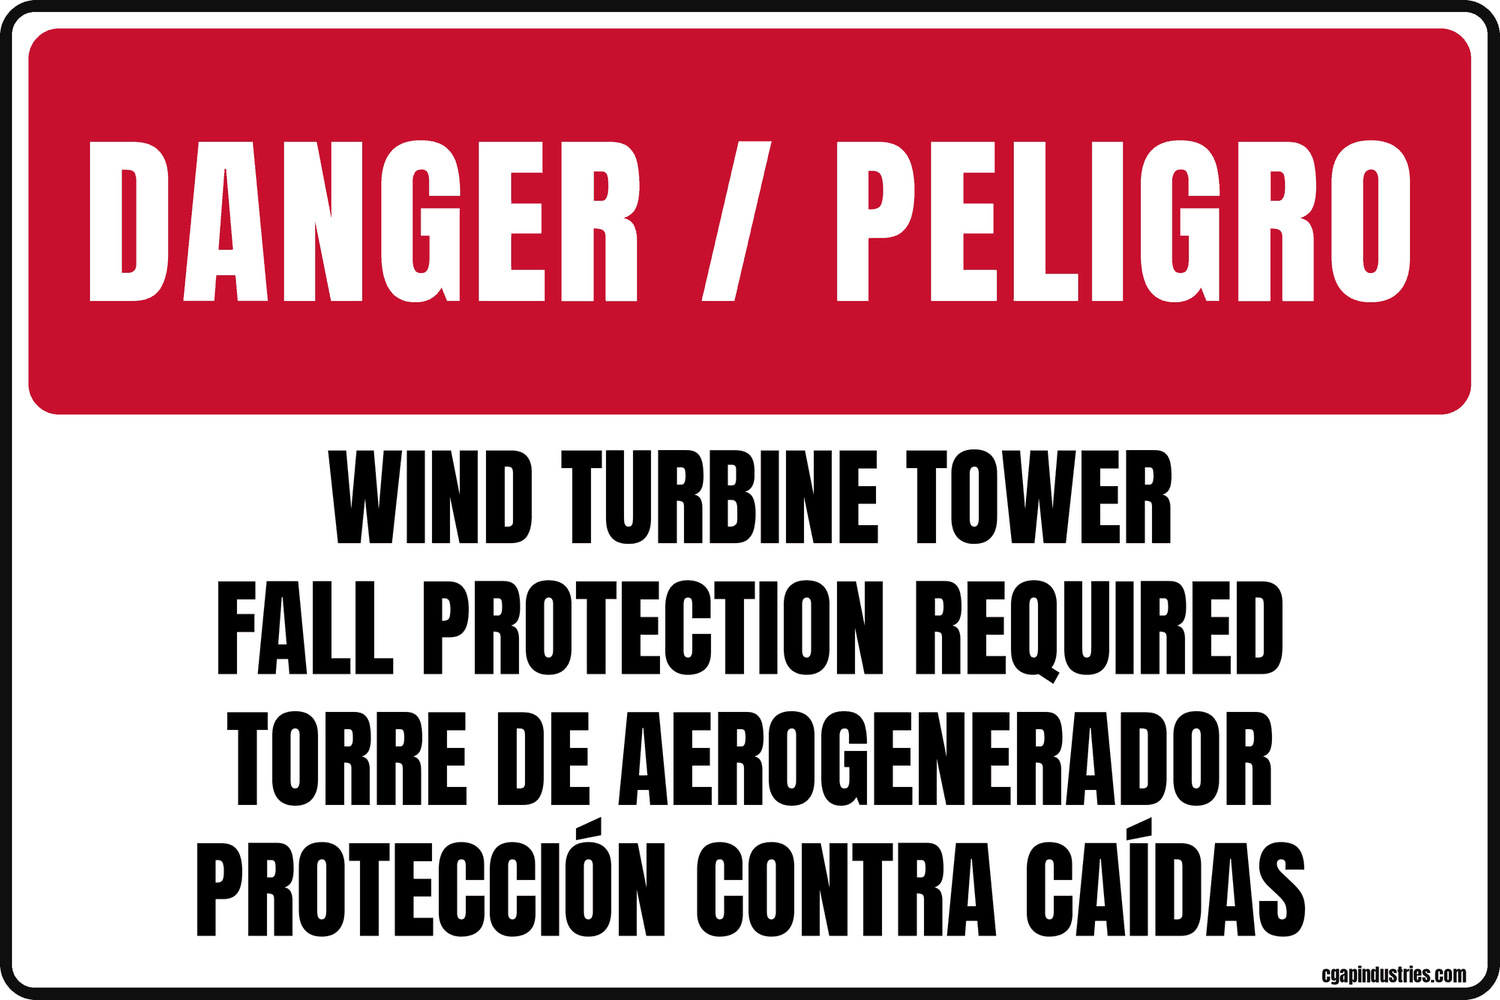 DANGER / PELIGRO
WIND TURBINE TOWER
FALL PROTECTION REQUIRED
TORRE DE AEROGENERADOR
PROTECCIÓN CONTRA CAÍDAS
cgapindustries.com